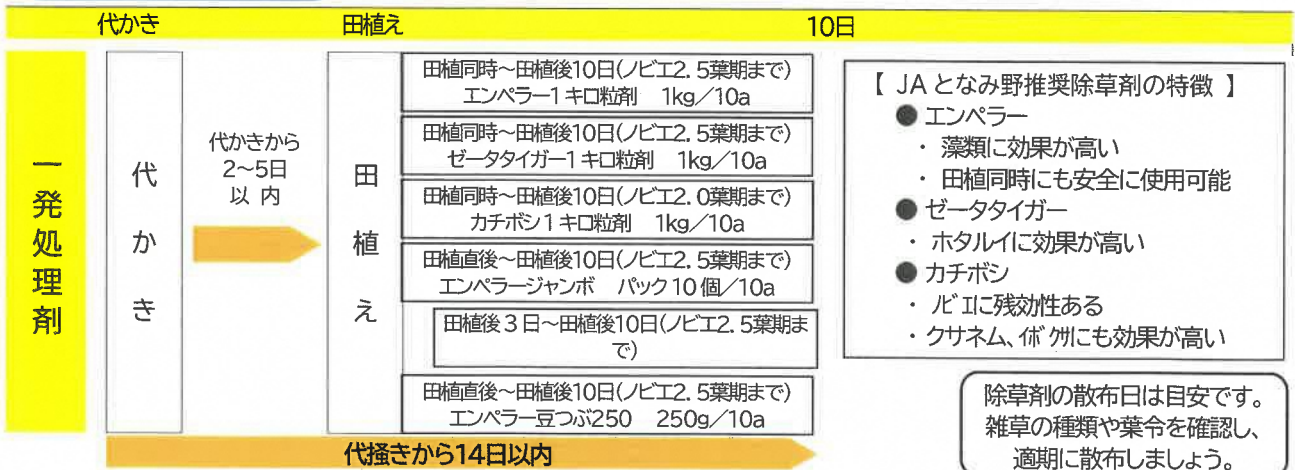 代かき
田植え
10日
一発処理剤
代かき
代かきから
2～5日
以 内
田植え
田植同時～田植後10日(ノビエ2.5葉期まで)
エンペラー1キロ粒剤 1kg／10a
田植同時～田植後10日(ノビエ2.5葉期まで)
ゼータタイガー1キロ粒剤 1kg／10a
田植同時～田植後10日(ノビエ2.0葉期まで)
カチボシ1キロ粒剤 1kg／10a
田植直後～田植後10日(ノビエ2.5葉期まで)
エンペラージャンボ パック10個／10a
田植後3日～田植後10日(ノビエ2.5葉期ま
で)
田植直後～田植後10日(ノビエ2.5葉期まで)
エンペラー豆つぶ250 250g／10a
代掻きから14日以内
【 JAとなみ野推奨除草剤の特徴 】
● エンペラー
・ 藻類に効果が高い
・ 田植同時にも安全に使用可能
● ゼータタイガー
・ ホタルイに効果が高い
● カチボシ
・ ノビエに残効性ある
・ クサネム、イボクサにも効果が高い
除草剤の散布日は目安です。
雑草の種類や葉令を確認し、
適期に散布しましょう。